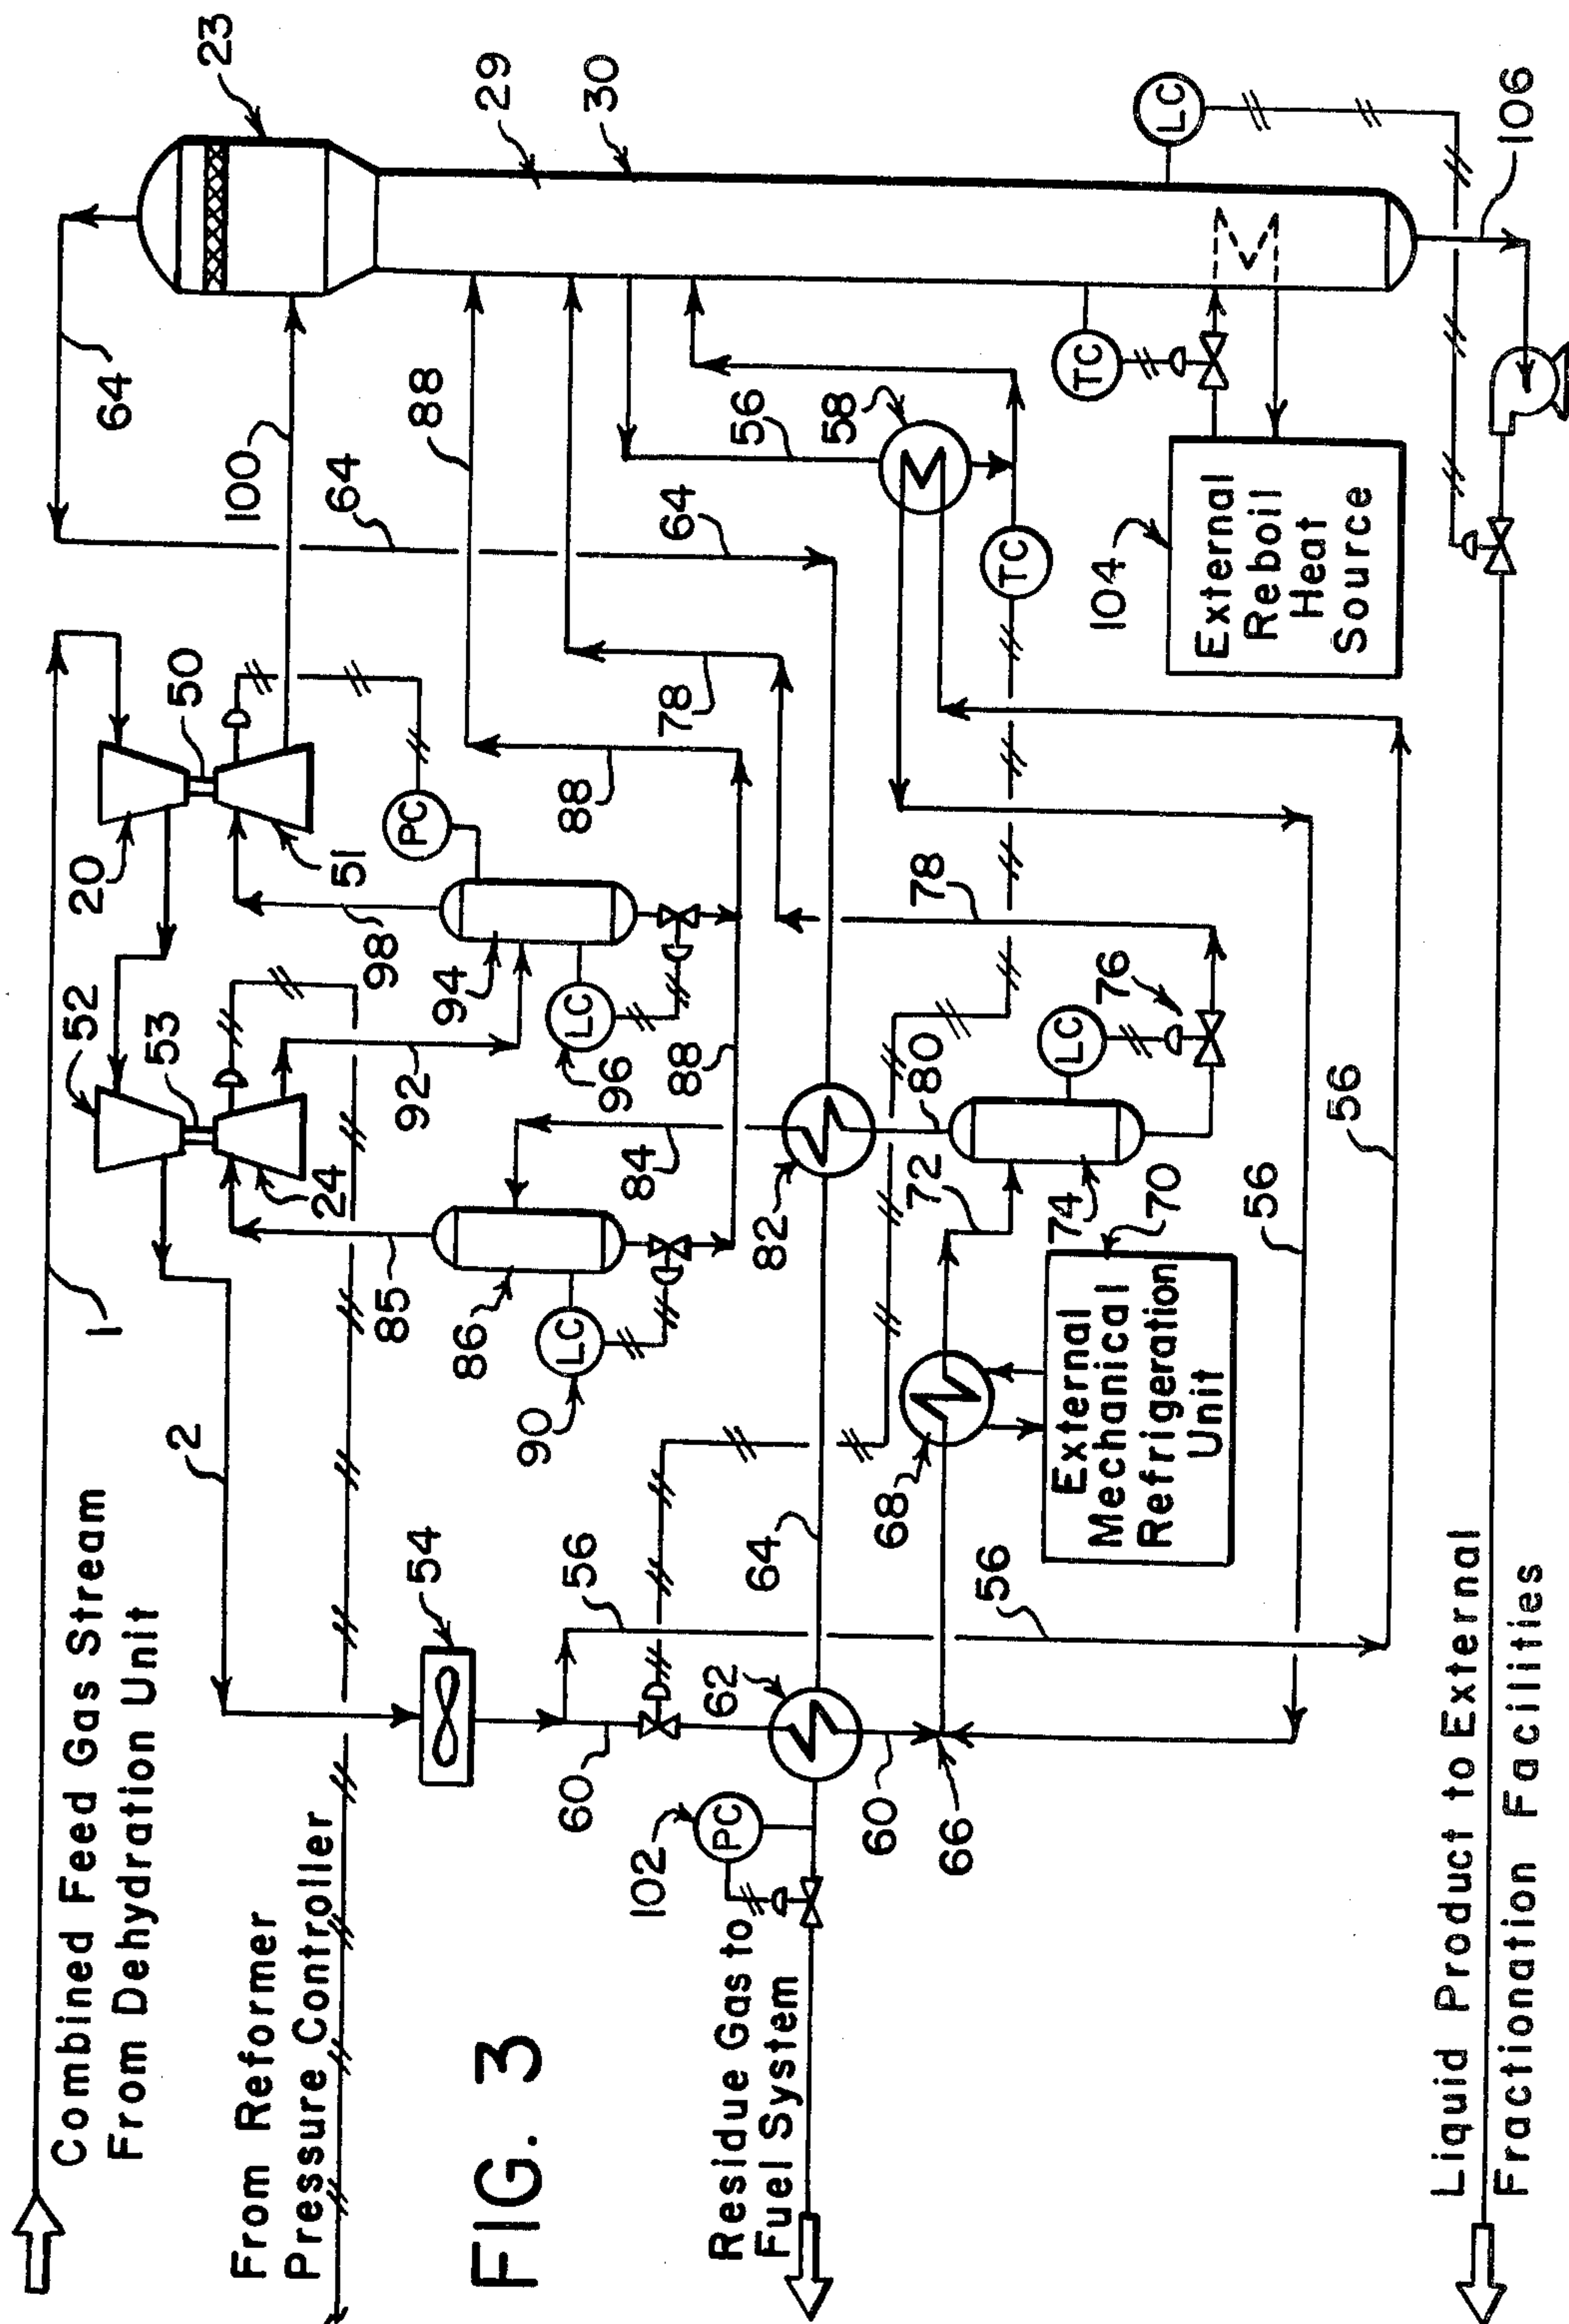 Combined Feed Gas Stream
From Dehydration Unit
1
2
From Reformer
Pressure Controller
FIG. 3
52
53
24
20
50
51
23
64
100
64
29
30
54
85
92
98
PC
94
LC
96
86
LC
90
88
88
88
56
60
62
64
82
84
80
78
78
64
56
58
102
PC
60
66
68
72
74
70
LC
76
TC
TC
LC
Residue Gas to
Fuel System
External
Mechanical
Refrigeration
Unit
104
External
Reboil
Heat
Source
56
56
56
106
Liquid Product to External
Fractionation Facilities